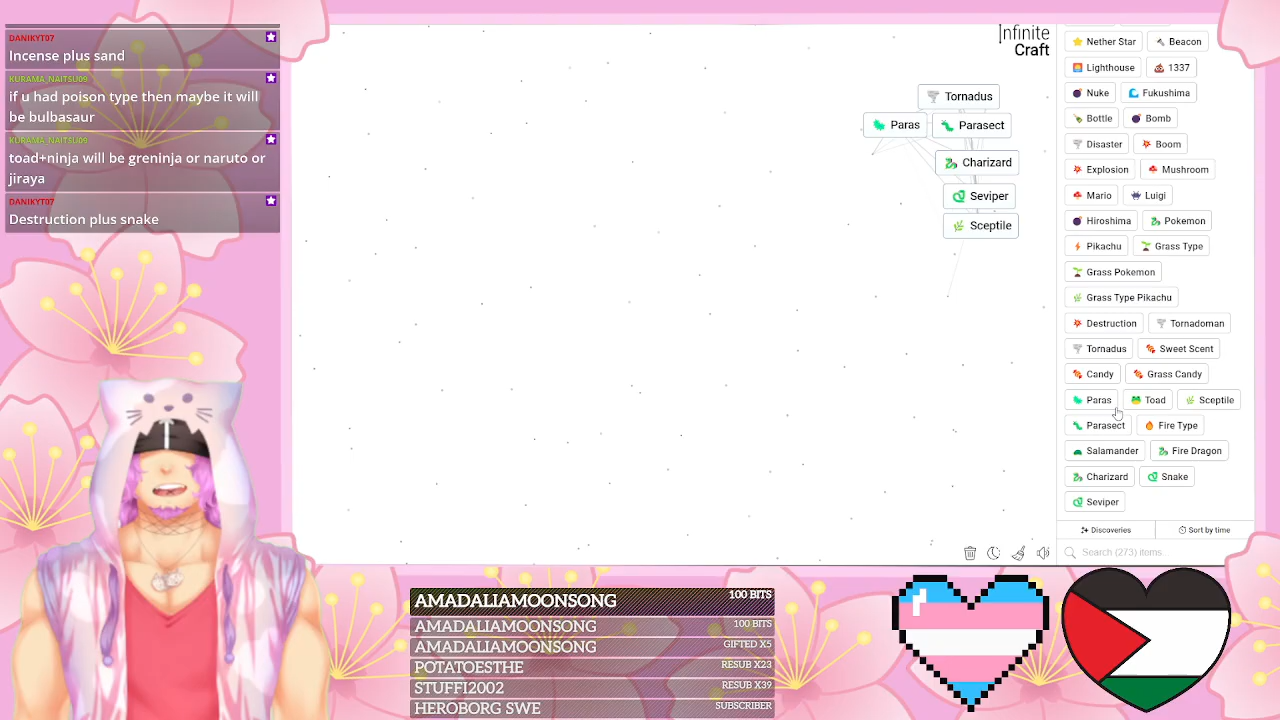 DANIKYT07
Incense plus sand
KURAMA_NAITSU09
if u had poison type then maybe it will
be bulbasaur
KURAMA_NAITSU09
toad+ninja will be greninja or naruto or
jiraya
DANIKYT07
Destruction plus snake
Infinite
Craft
Tornadus
Paras
Parasect
Charizard
Seviper
Sceptile
Nether Star
Beacon
Lighthouse
1337
Nuke
Fukushima
Bottle
Bomb
Disaster
Boom
Explosion
Mushroom
Mario
Luigi
Hiroshima
Pokemon
Pikachu
Grass Type
Grass Pokemon
Grass Type Pikachu
Destruction
Tornadoman
Tornadus
Sweet Scent
Candy
Grass Candy
Paras
Toad
Sceptile
Parasect
Fire Type
Salamander
Fire Dragon
Charizard
Snake
Seviper
Discoveries
Sort by time
Search (273) items
AMADALIAMOONSONG 100 BITS
AMADALIAMOONSONG 100 BITS
AMADALIAMOONSONG GIFTED X5
POTATOESTHE RESUB X23
STUFFI2002 RESUB X39
HEROBORG SWE SUBSCRIBER